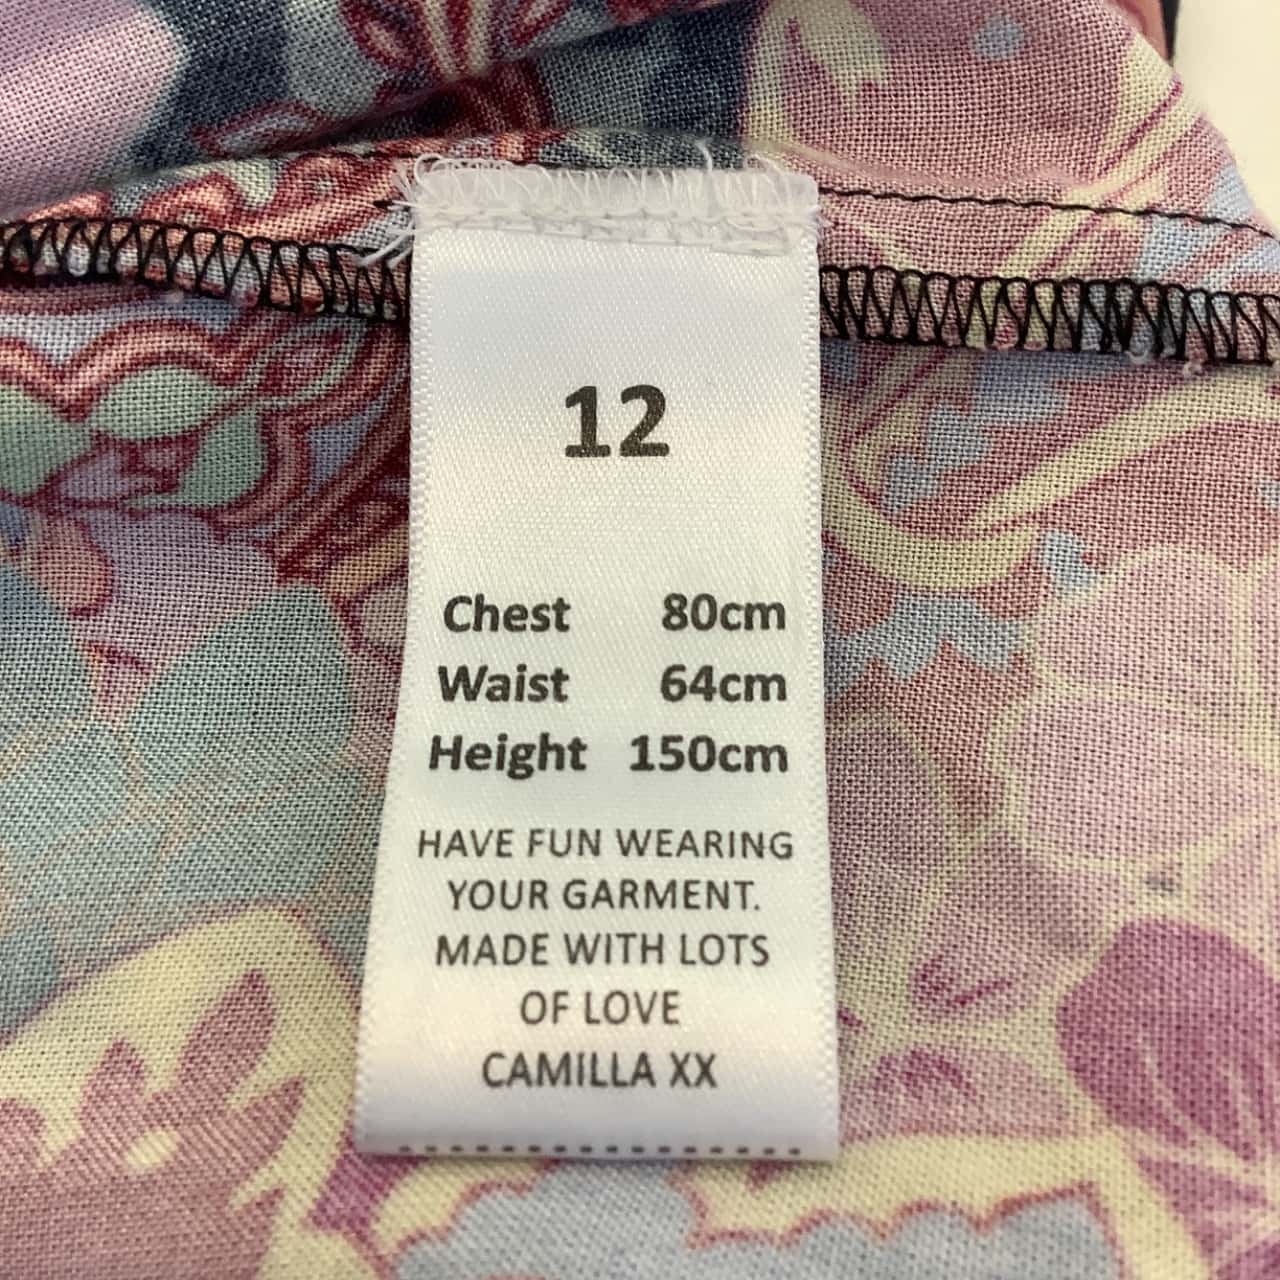 12
Chest 80cm
Waist 64cm
Height 150cm
HAVE FUN WEARING
YOUR GARMENT.
MADE WITH LOTS
OF LOVE
CAMILLA XX